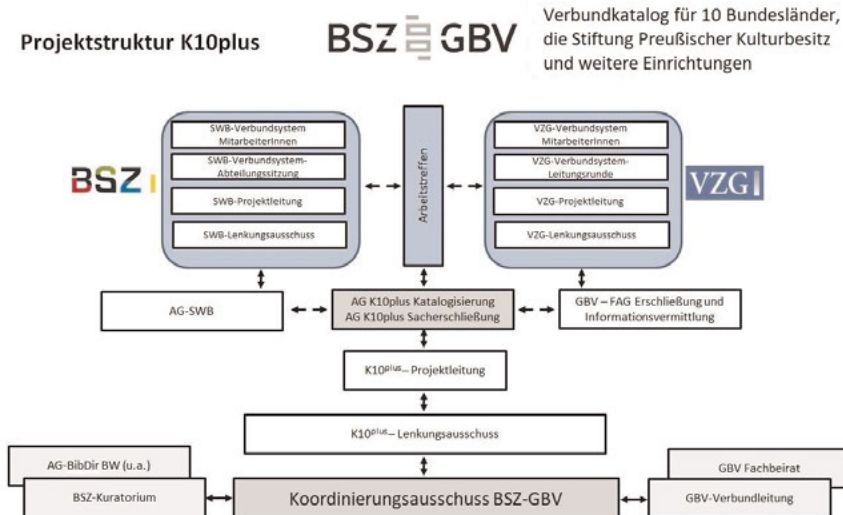 Projektstruktur K10plus
BSZ GBV
Verbundkatalog für 10 Bundesländer,
die Stiftung Preußischer Kulturbesitz
und weitere Einrichtungen
BSZ
SWB-Verbundsystem
MitarbeiterInnen
SWB-Verbundsystem-
Abteilungssitzung
SWB-Projektleitung
SWB-Lenkungsausschuss
Arbeitstreffen
VZG-Verbundsystem
MitarbeiterInnen
VZG-Verbundsystem-
Leitungsrunde
VZG-Projektleitung
VZG-Lenkungsausschuss
VZG
AG-SWB
AG K10plus Katalogisierung
AG K10plus Sacherschließung
GBV – FAG Erschließung und
Informationsvermittlung
K10plus– Projektleitung
K10plus– Lenkungsausschuss
AG-BibDir BW (u.a.)
BSZ-Kuratorium
Koordinierungsausschuss BSZ-GBV
GBV Fachbeirat
GBV-Verbundleitung